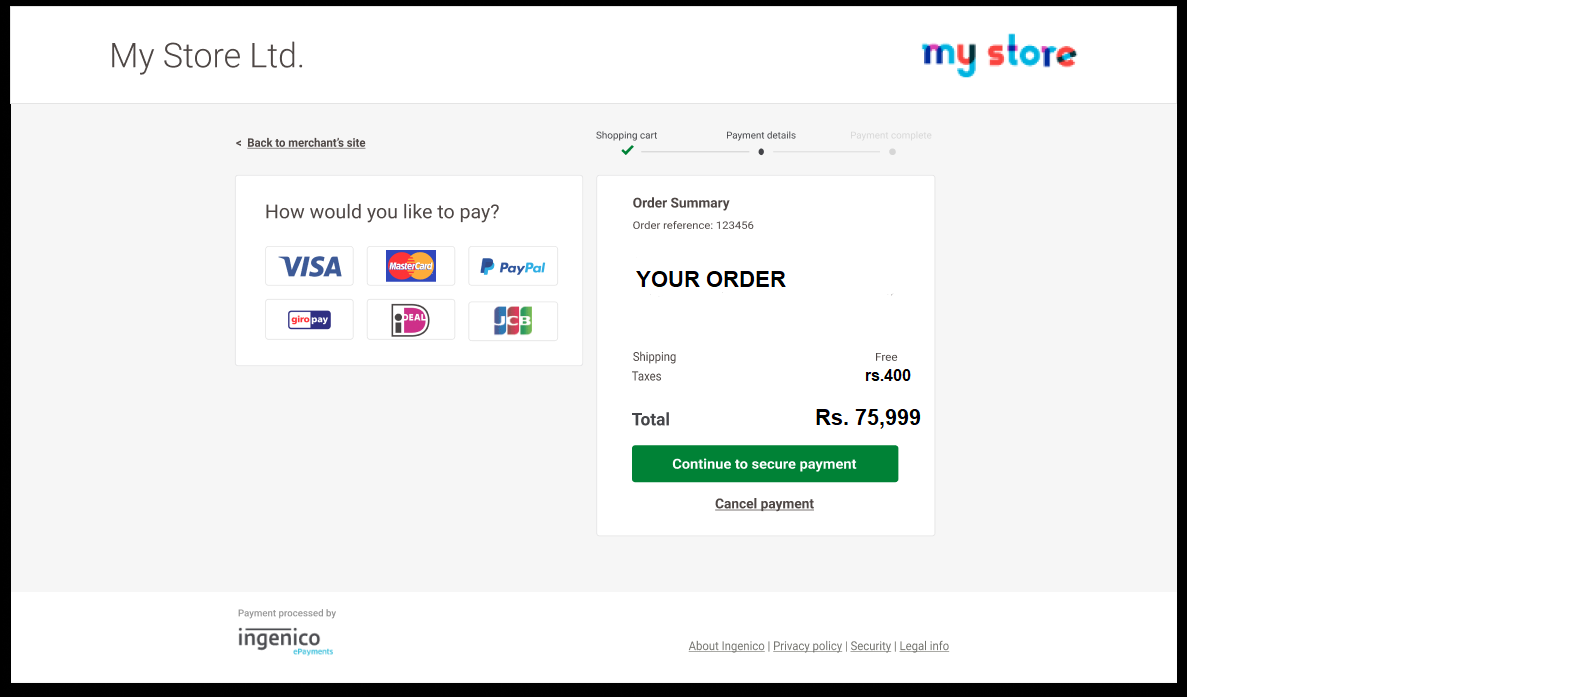 My Store Ltd.
my store
< Back to merchant's site
Shopping cart
Payment details
Payment complete
How would you like to pay?
VISA
MasterCard
PayPal
giropay
iDEAL
JCB
Order Summary
Order reference: 123456
YOUR ORDER
Shipping Free
Taxes rs.400
Total Rs. 75,999
Continue to secure payment
Cancel payment
Payment processed by
ingenico
ePayments
About Ingenico | Privacy policy | Security | Legal info